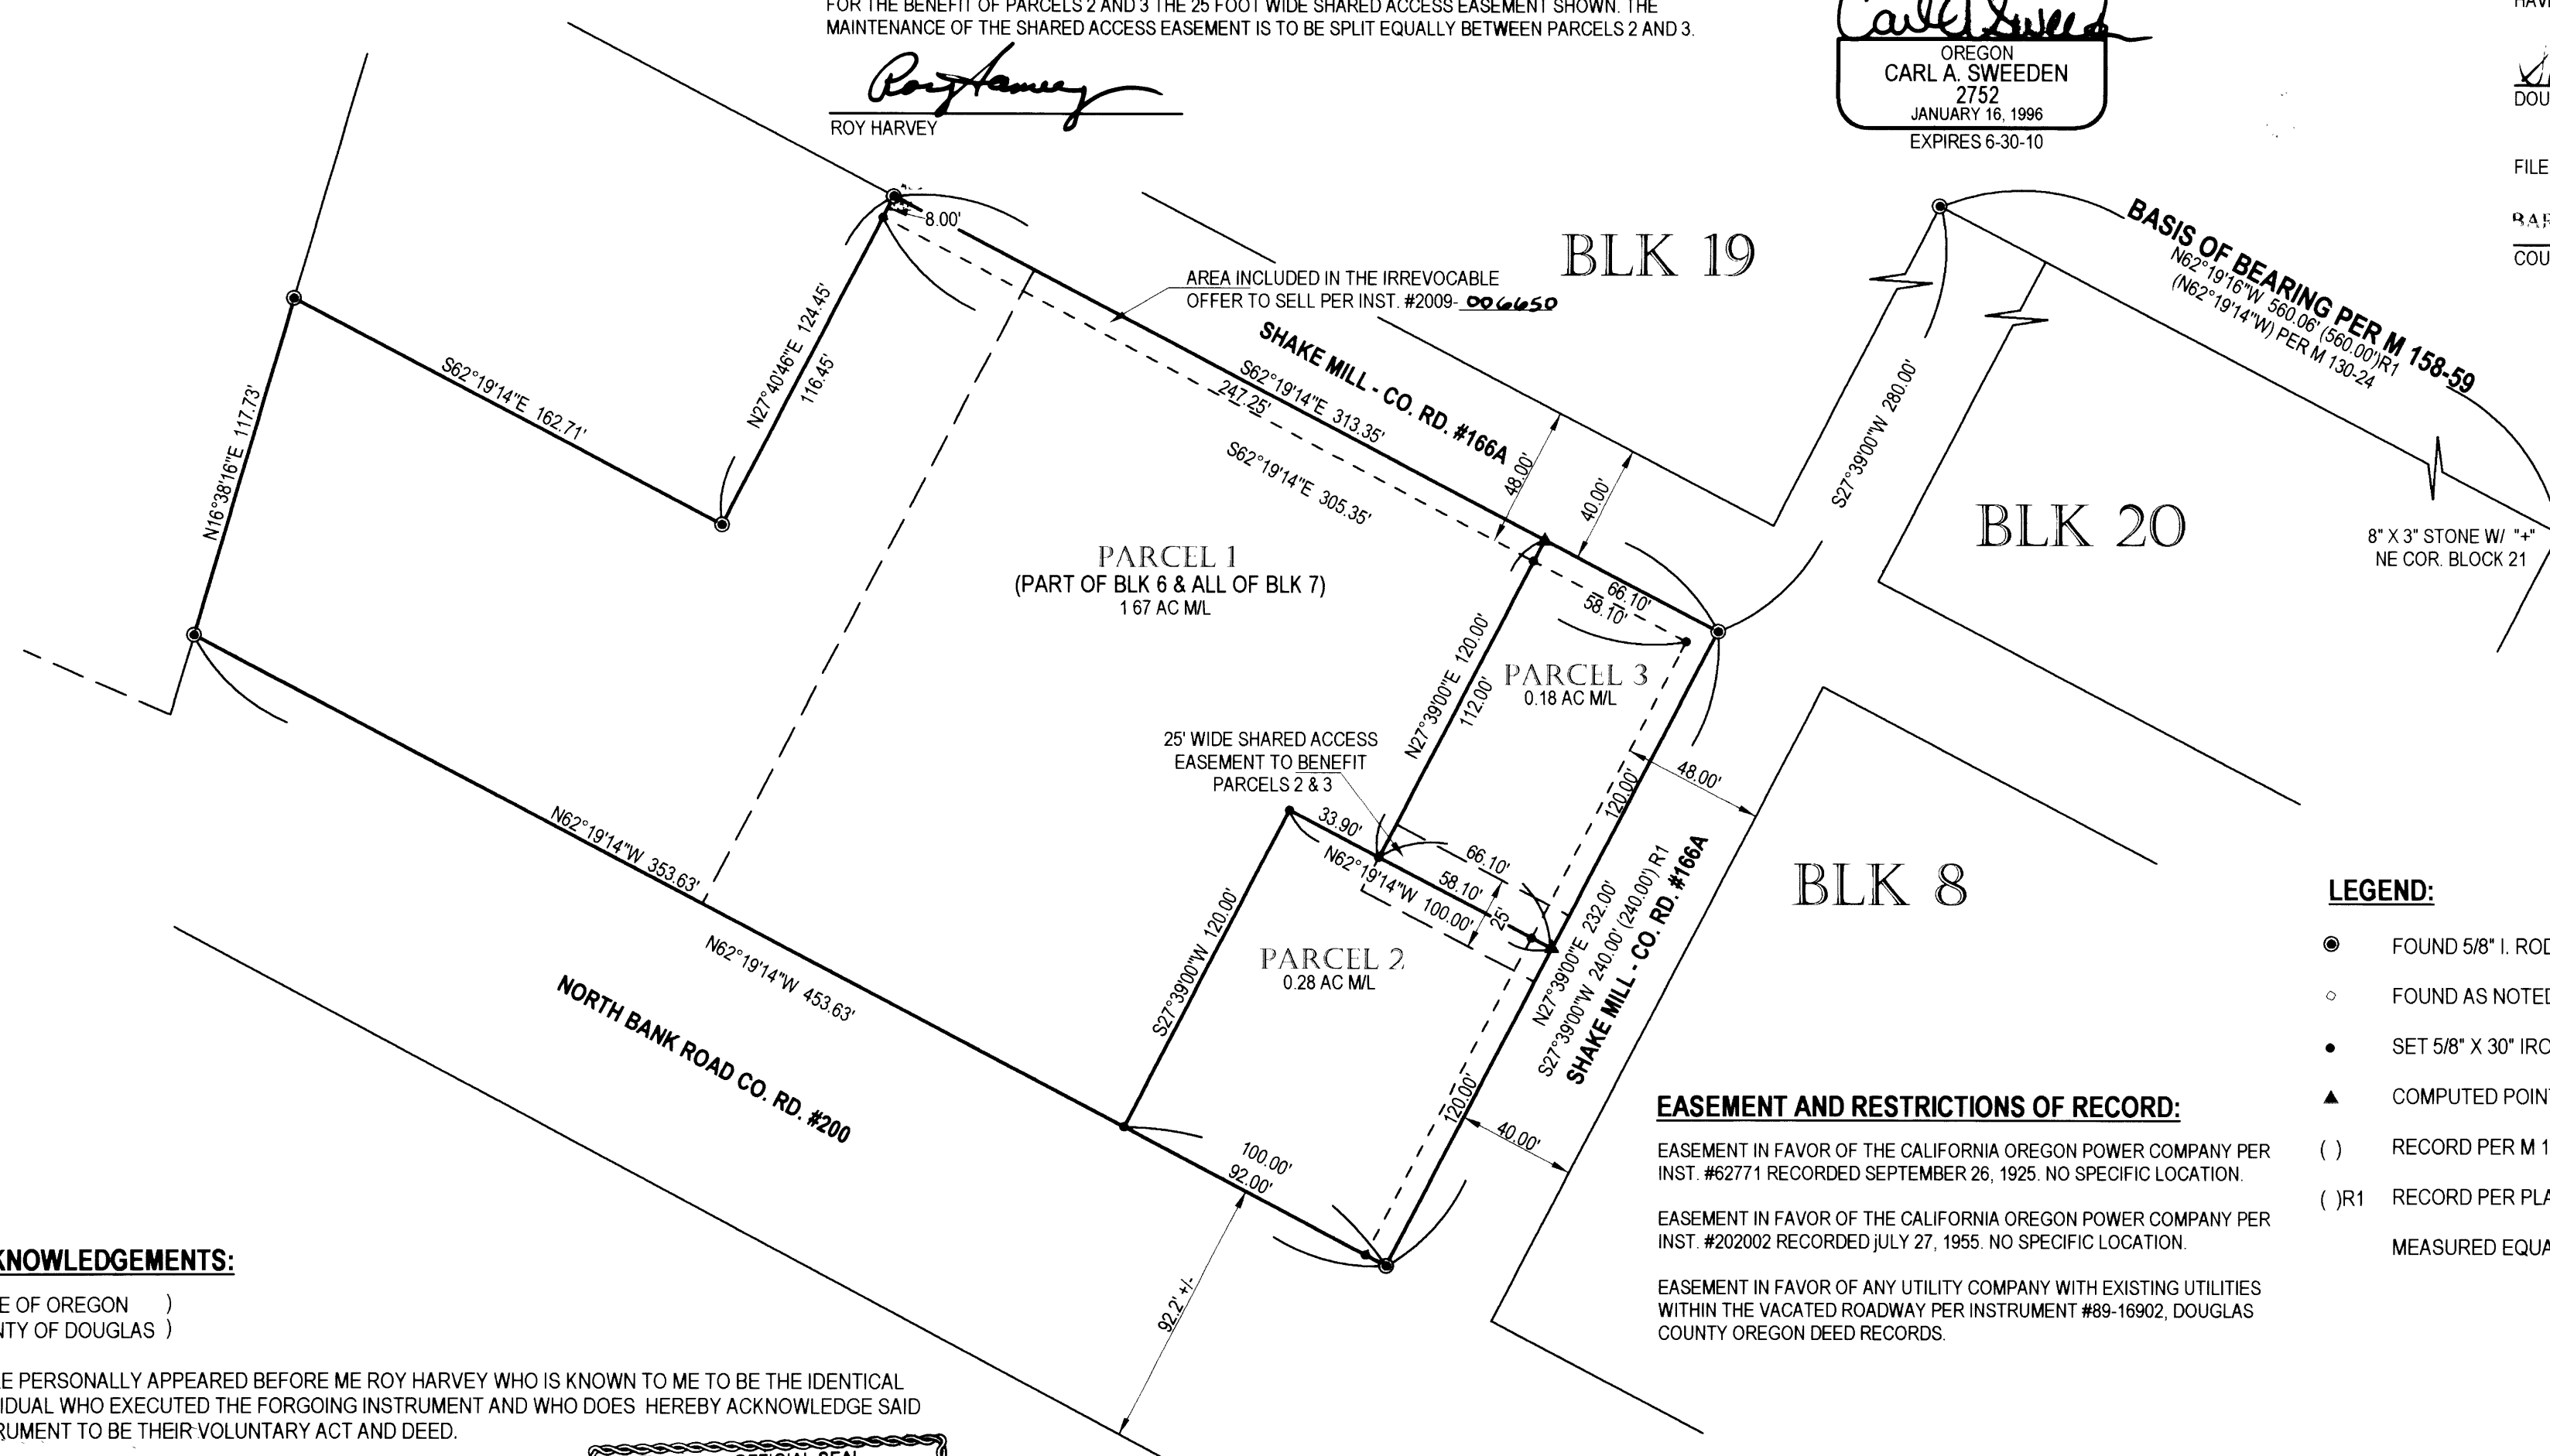 FOR THE BENEFIT OF PARCELS 2 AND 3 THE 25 FOOT WIDE SHARED ACCESS EASEMENT SHOWN. THE
MAINTENANCE OF THE SHARED ACCESS EASEMENT IS TO BE SPLIT EQUALLY BETWEEN PARCELS 2 AND 3.
ROY HARVEY
OREGON
CARL A. SWEEDEN
2752
JANUARY 16, 1996
EXPIRES 6-30-10
DOU
FILE
COU
8.00'
BLK 19
BASIS OF BEARING PER M 158-59
N62°19'16"W 560.06' (560.00')R1
(N62°19'14"W) PER M 130-24
AREA INCLUDED IN THE IRREVOCABLE
OFFER TO SELL PER INST. #2009- 006650
SHAKE MILL - CO. RD. #166A
S62°19'14"E 313.35'
247.25'
S62°19'14"E 305.35'
N27°40'46"E 124.45'
116.45'
S62°19'14"E 162.71'
N16°38'16"E 117.73'
48.00'
40.00'
S27°39'00"W 280.00'
BLK 20
8" X 3" STONE W/ "+"
NE COR. BLOCK 21
PARCEL 1
(PART OF BLK 6 & ALL OF BLK 7)
1 67 AC M/L
66.10'
58.10'
N27°39'00"E 120.00'
112.00'
PARCEL 3
0.18 AC M/L
25' WIDE SHARED ACCESS
EASEMENT TO BENEFIT
PARCELS 2 & 3
48.00'
120.00'
33.90'
66.10'
58.10'
N62°19'14"W 100.00'
25'
N62°19'14"W 353.63'
N62°19'14"W 453.63'
NORTH BANK ROAD CO. RD. #200
S27°39'00"W 120.00'
PARCEL 2
0.28 AC M/L
N27°39'00"E 232.00'
S27°39'00"W 240.00' (240.00') R1
SHAKE MILL - CO. RD. #166A
BLK 8
120.00'
40.00'
100.00'
92.00'
92.2' +/-
LEGEND:
FOUND 5/8" I. ROD
FOUND AS NOTED
SET 5/8" X 30" IRO
COMPUTED POINT
( ) RECORD PER M 1
( )R1 RECORD PER PLA
MEASURED EQUA
EASEMENT AND RESTRICTIONS OF RECORD:
EASEMENT IN FAVOR OF THE CALIFORNIA OREGON POWER COMPANY PER
INST. #62771 RECORDED SEPTEMBER 26, 1925. NO SPECIFIC LOCATION.
EASEMENT IN FAVOR OF THE CALIFORNIA OREGON POWER COMPANY PER
INST. #202002 RECORDED jULY 27, 1955. NO SPECIFIC LOCATION.
EASEMENT IN FAVOR OF ANY UTILITY COMPANY WITH EXISTING UTILITIES
WITHIN THE VACATED ROADWAY PER INSTRUMENT #89-16902, DOUGLAS
COUNTY OREGON DEED RECORDS.
KNOWLEDGEMENTS:
E OF OREGON )
NTY OF DOUGLAS )
E PERSONALLY APPEARED BEFORE ME ROY HARVEY WHO IS KNOWN TO ME TO BE THE IDENTICAL
IDUAL WHO EXECUTED THE FORGOING INSTRUMENT AND WHO DOES HEREBY ACKNOWLEDGE SAID
RUMENT TO BE THEIR VOLUNTARY ACT AND DEED.